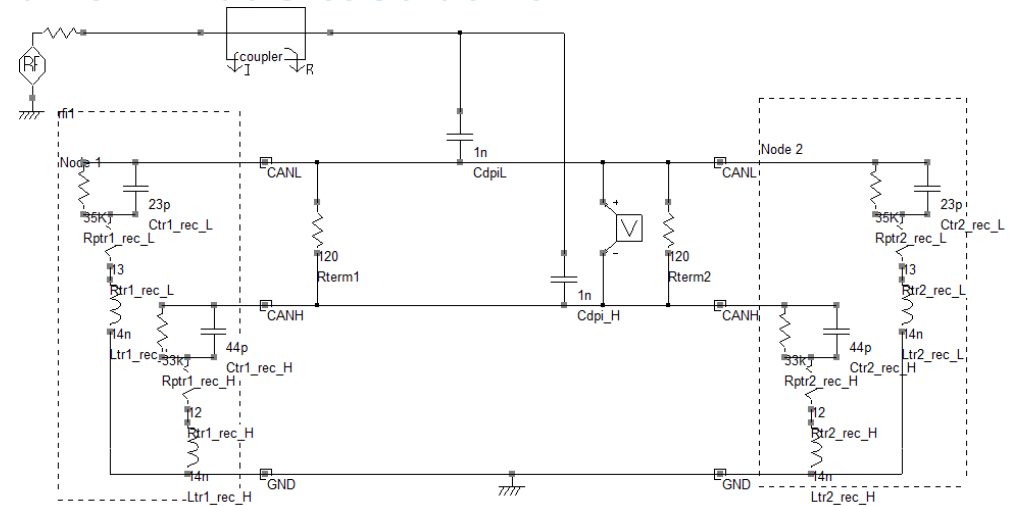 RF
coupler
I
R
rfi1
Node 1
CANL
1n
CdpiL
CANL
Node 2
35K
23p
Ctr1_rec_L
Rptr1_rec_L
120
Rterm1
V
+
-
120
Rterm2
35K
23p
Ctr2_rec_L
Rptr2_rec_L
13
Rtr1_rec_L
13
Rtr2_rec_L
1n
Cdpi_H
CANH
CANH
14n
Ltr1_rec_
33k
44p
Ctr1_rec_H
Rptr1_rec_H
33k
44p
Ctr2_rec_H
Rptr2_rec_H
14n
Ltr2_rec_L
12
Rtr1_rec_H
12
Rtr2_rec_H
14n
Ltr1_rec_H
GND
GND
14n
Ltr2_rec_H